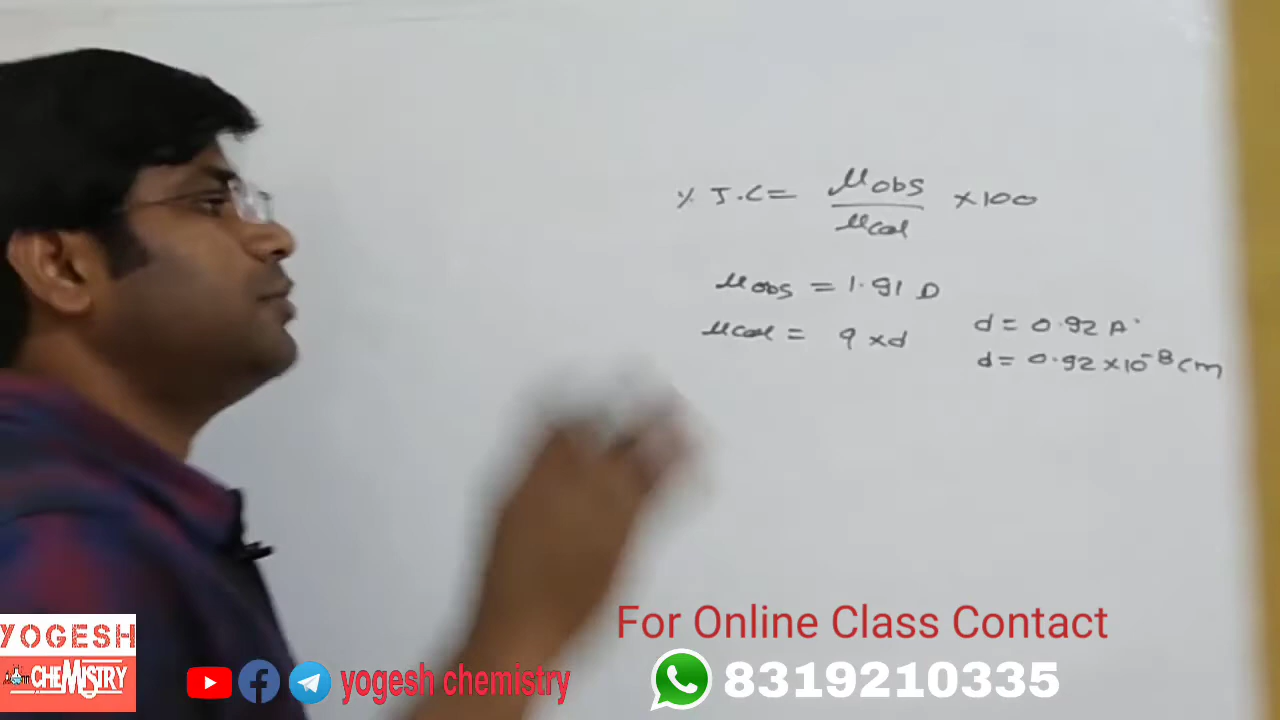 % I.C = μobs / μcal ×100
μobs = 1.91 D
μcal = q × d
d = 0.92 A°
d = 0.92 × 10⁻⁸ cm
For Online Class Contact
YOGESH
CHEMISTRY
yogesh chemistry
8319210335